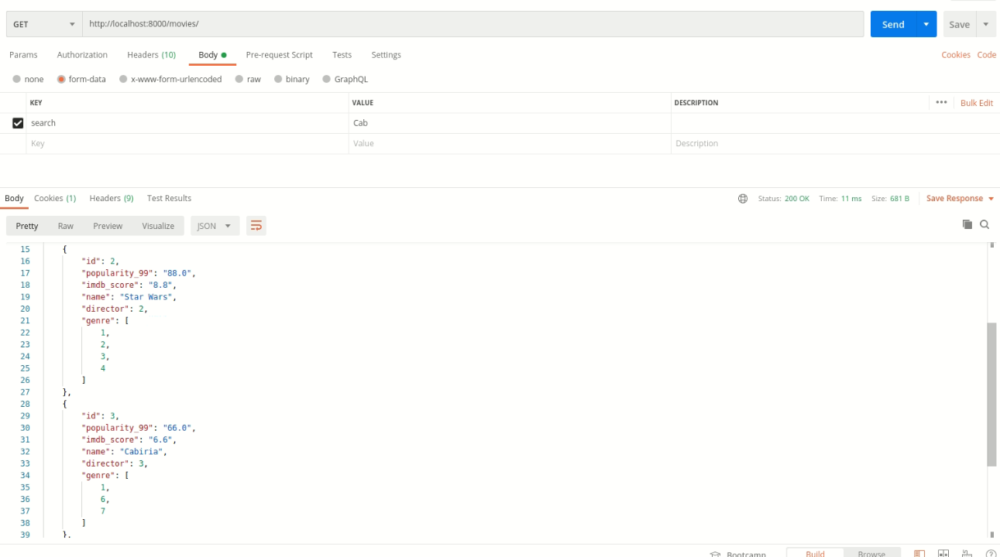 GET http://localhost:8000/movies/ Send Save
Params Authorization Headers (10) Body Pre-request Script Tests Settings Cookies Code
none form-data x-www-form-urlencoded raw binary GraphQL
KEY VALUE DESCRIPTION ••• Bulk Edit
search Cab
Key Value Description
Body Cookies (1) Headers (9) Test Results Status: 200 OK Time: 11 ms Size: 681 B Save Response
Pretty Raw Preview Visualize JSON
15 {
16 "id": 2,
17 "popularity_99": "88.0",
18 "imdb_score": "8.8",
19 "name": "Star Wars",
20 "director": 2,
21 "genre": [
22 1,
23 2,
24 3,
25 4
26 ]
27 },
28 {
29 "id": 3,
30 "popularity_99": "66.0",
31 "imdb_score": "6.6",
32 "name": "Cabiria",
33 "director": 3,
34 "genre": [
35 1,
36 6,
37 7
38 ]
39 },
Bootcamp Build Browse